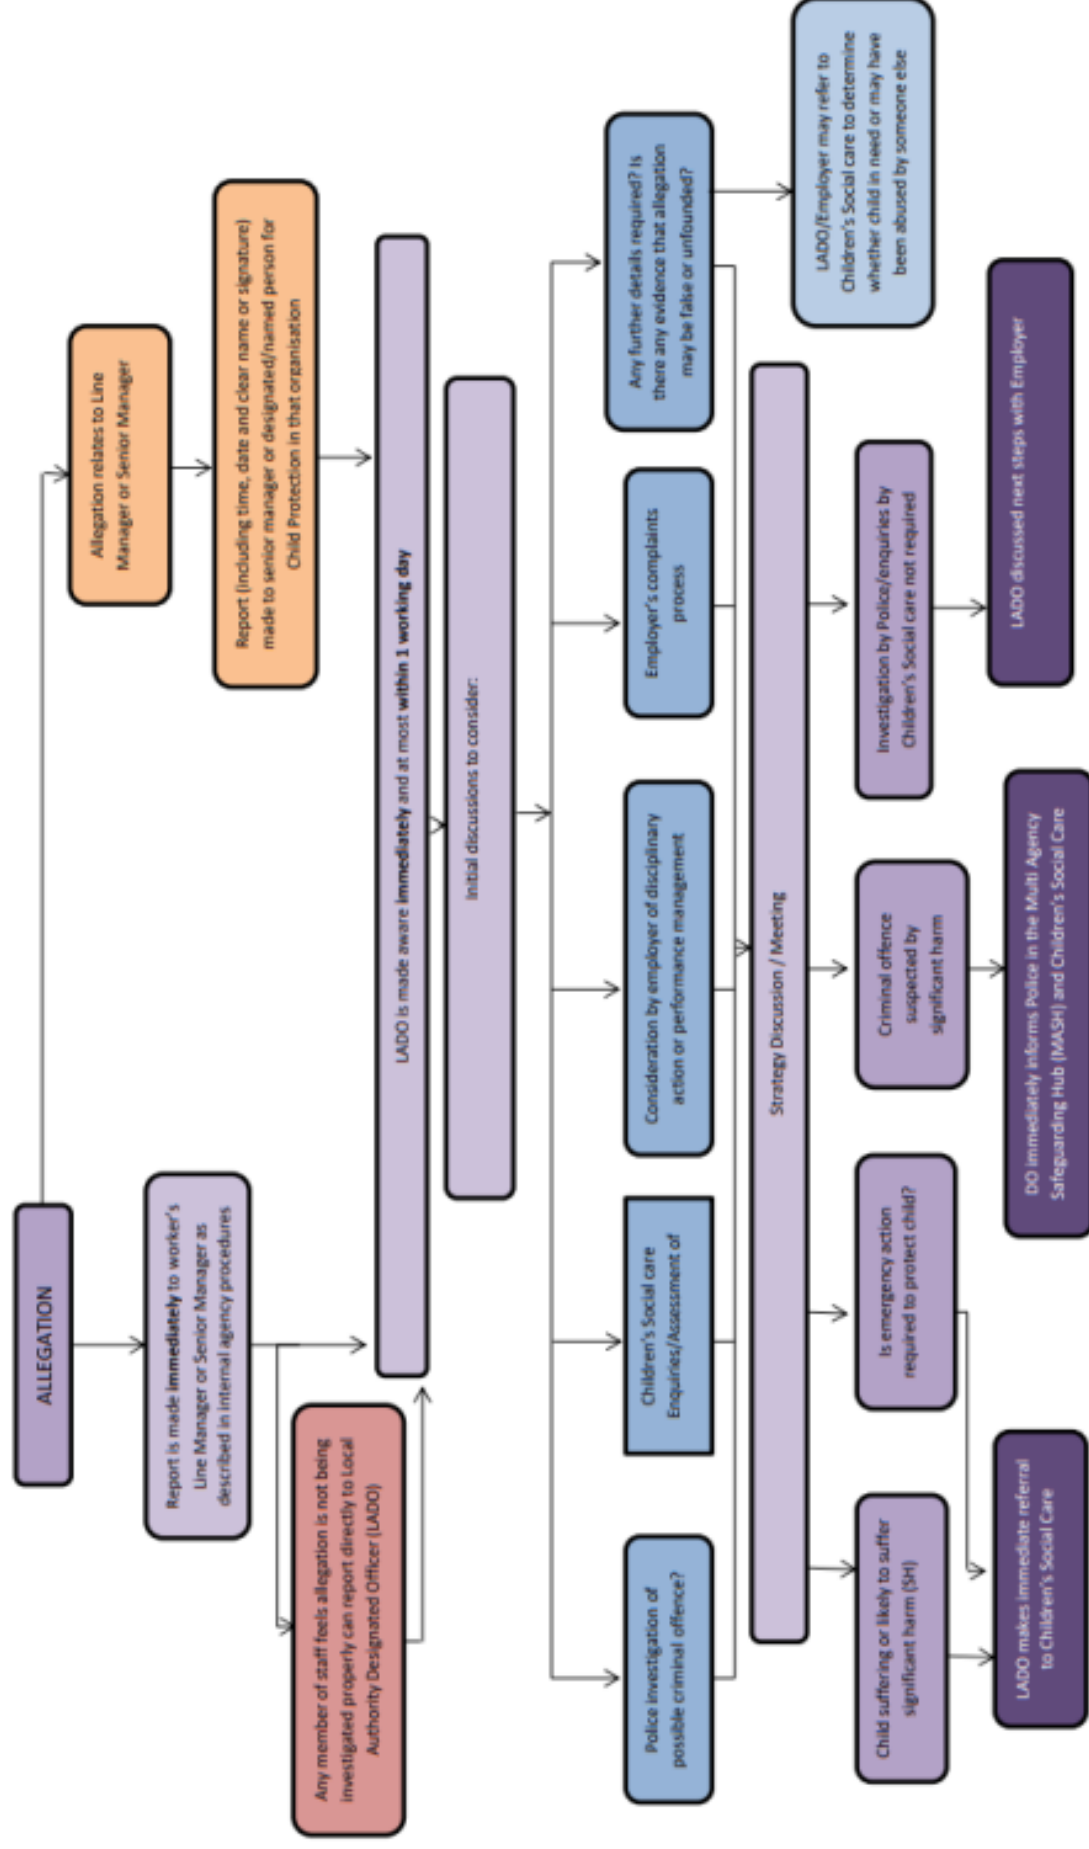 ALLEGATION
Report is made immediately to worker's
Line Manager or Senior Manager as
described in internal agency procedures
Allegation relates to Line
Manager or Senior Manager
Report (including time, date and clear name or signature)
made to senior manager or designated/named person for
Child Protection in that organisation
Any member of staff feels allegation is not being
investigated properly can report directly to Local
Authority Designated Officer (LADO)
LADO is made aware immediately and at most within 1 working day
Initial discussions to consider:
Police investigation of
possible criminal offence?
Children's Social care
Enquiries/Assessment of
Consideration by employer of disciplinary
action or performance management
Employer's complaints
process
Any further details required? Is
there any evidence that allegation
may be false or unfounded?
LADO/Employer may refer to
Children's Social care to determine
whether child in need or may have
been abused by someone else
Strategy Discussion / Meeting
Child suffering or likely to suffer
significant harm (SH)
Is emergency action
required to protect child?
Criminal offence
suspected by
significant harm
Investigation by Police/enquiries by
Children's Social care not required
LADO makes immediate referral
to Children's Social Care
DO immediately informs Police in the Multi Agency
Safeguarding Hub (MASH) and Children's Social Care
LADO discussed next steps with Employer